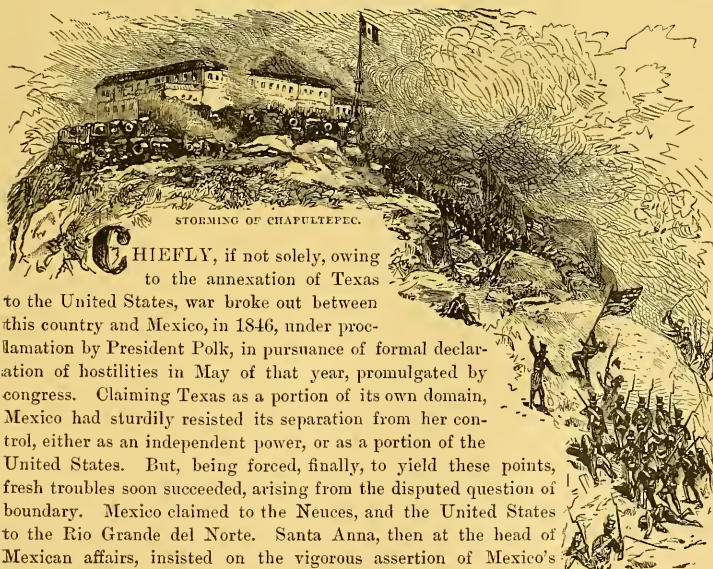 STORMING OF CHAPULTEPEC.
CHIEFLY, if not solely, owing
to the annexation of Texas
to the United States, war broke out between
this country and Mexico, in 1846, under proc-
lamation by President Polk, in pursuance of formal declar-
ation of hostilities in May of that year, promulgated by
congress. Claiming Texas as a portion of its own domain,
Mexico had sturdily resisted its separation from her con-
trol, either as an independent power, or as a portion of the
United States. But, being forced, finally, to yield these points,
fresh troubles soon succeeded, arising from the disputed question of
boundary. Mexico claimed to the Neuces, and the United States
to the Rio Grande del Norte. Santa Anna, then at the head of
Mexican affairs, insisted on the vigorous assertion of Mexico's